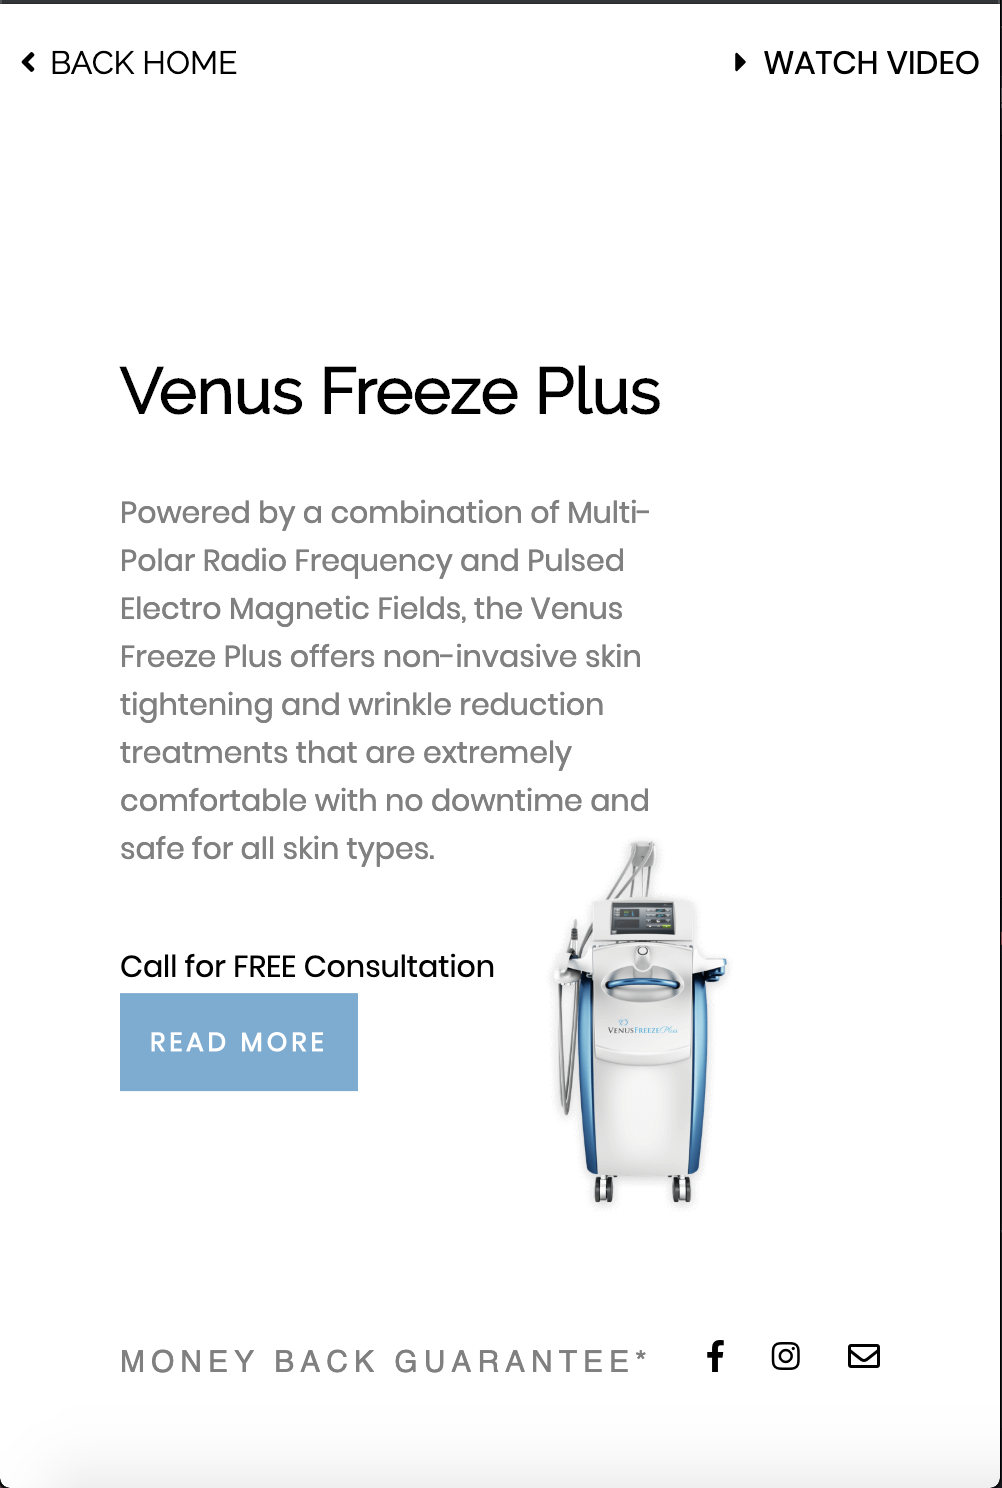 BACK HOME
WATCH VIDEO
Venus Freeze Plus
Powered by a combination of Multi-
Polar Radio Frequency and Pulsed
Electro Magnetic Fields, the Venus
Freeze Plus offers non-invasive skin
tightening and wrinkle reduction
treatments that are extremely
comfortable with no downtime and
safe for all skin types.
Call for FREE Consultation
READ MORE
VENUSFREEZEPlus
MONEY BACK GUARANTEE*